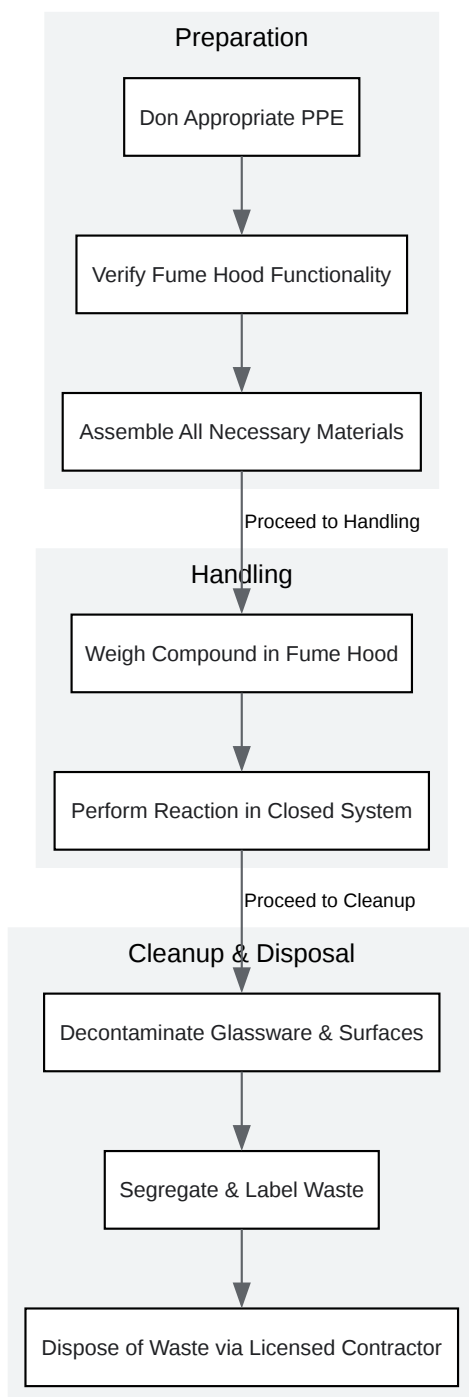 Preparation
Don Appropriate PPE
Verify Fume Hood Functionality
Assemble All Necessary Materials
Proceed to Handling
Handling
Weigh Compound in Fume Hood
Perform Reaction in Closed System
Proceed to Cleanup
Cleanup & Disposal
Decontaminate Glassware & Surfaces
Segregate & Label Waste
Dispose of Waste via Licensed Contractor